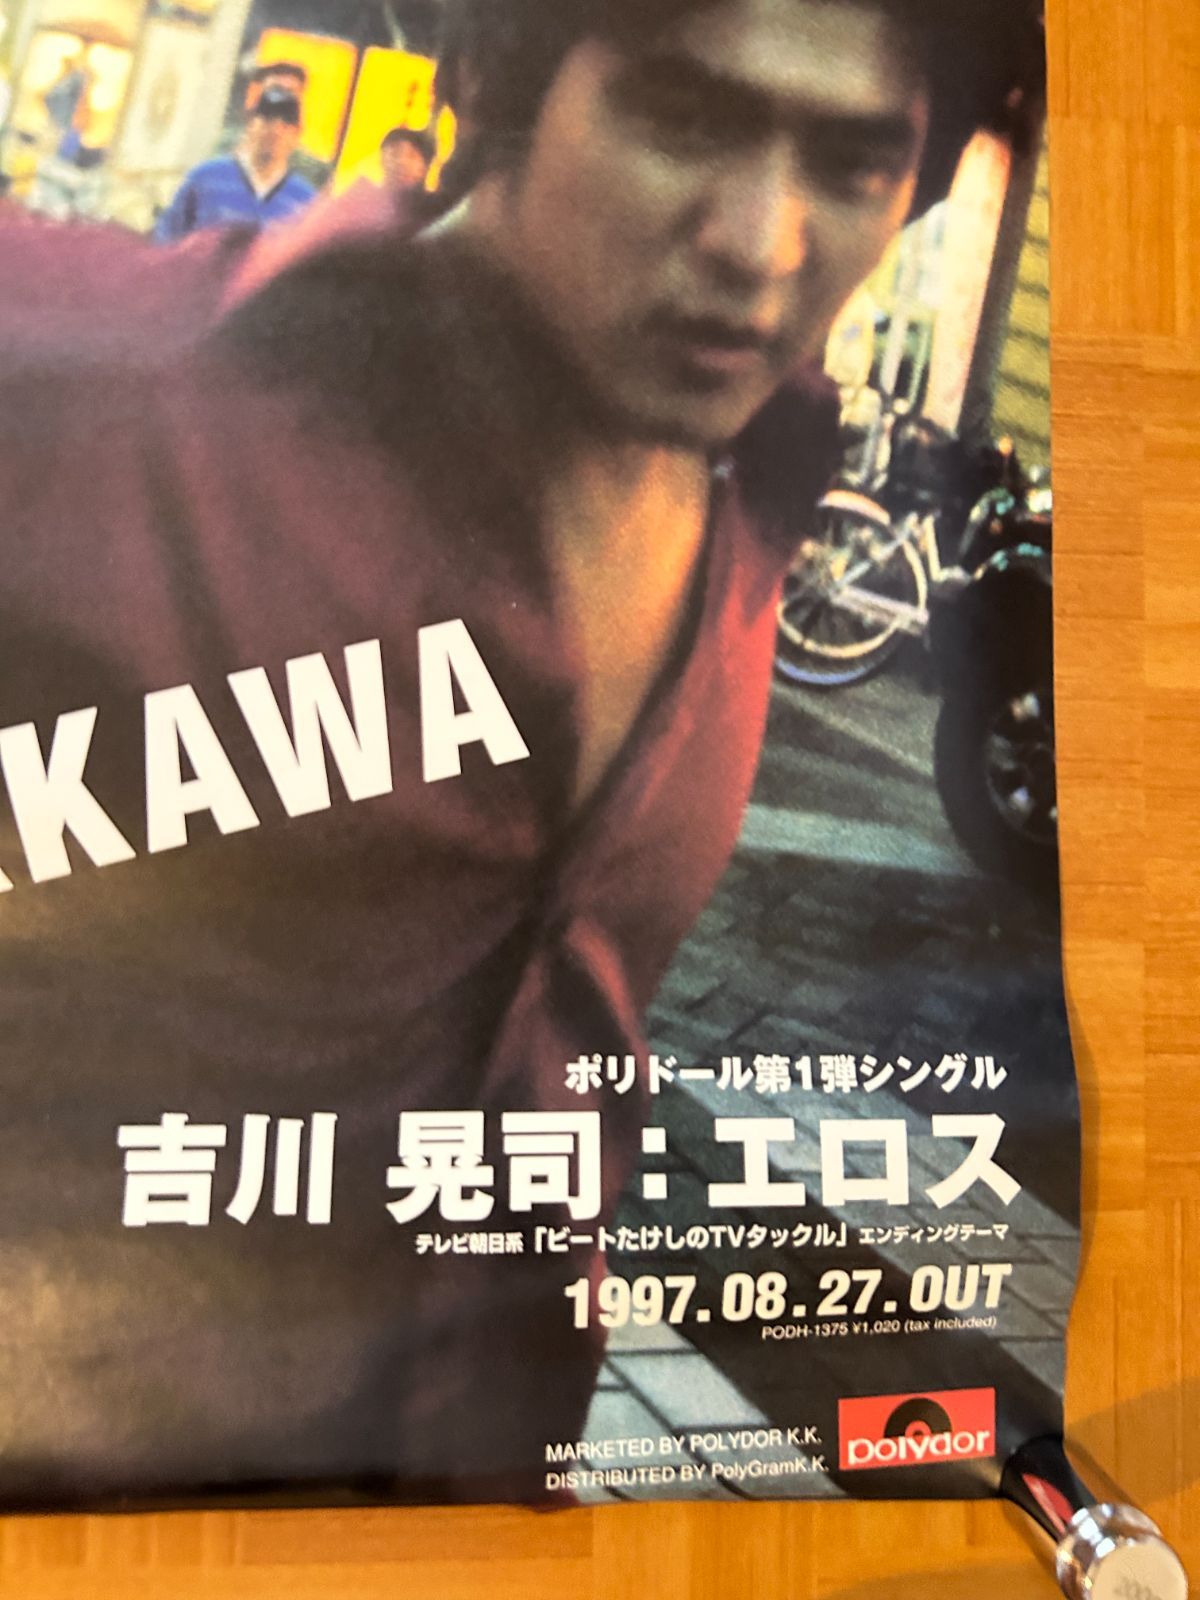 KAWA
ポリドール第1弾シングル
吉川 晃司:エロス
テレビ朝日系「ビートたけしのTVタックル」エンディングテーマ
1997.08.27.OUT
PODH-1375 ¥1,020 (tax included)
MARKETED BY POLYDOR K.K.
DISTRIBUTED BY PolyGramK.K.
polydor